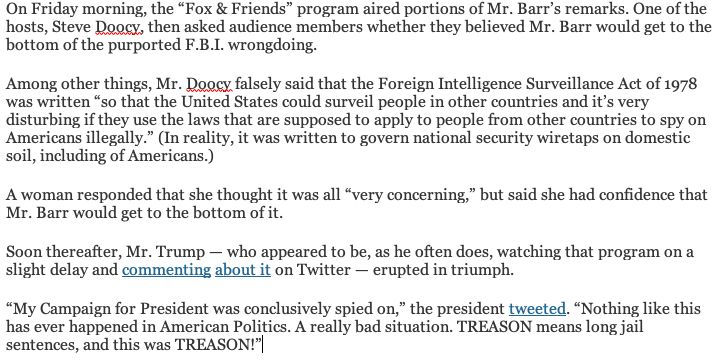 On Friday morning, the “Fox & Friends” program aired portions of Mr. Barr’s remarks. One of the
hosts, Steve Doocy, then asked audience members whether they believed Mr. Barr would get to the
bottom of the purported F.B.I. wrongdoing.
Among other things, Mr. Doocy falsely said that the Foreign Intelligence Surveillance Act of 1978
was written “so that the United States could surveil people in other countries and it’s very
disturbing if they use the laws that are supposed to apply to people from other countries to spy on
Americans illegally.” (In reality, it was written to govern national security wiretaps on domestic
soil, including of Americans.)
A woman responded that she thought it was all “very concerning,” but said she had confidence that
Mr. Barr would get to the bottom of it.
Soon thereafter, Mr. Trump — who appeared to be, as he often does, watching that program on a
slight delay and commenting about it on Twitter — erupted in triumph.
“My Campaign for President was conclusively spied on,” the president tweeted. “Nothing like this
has ever happened in American Politics. A really bad situation. TREASON means long jail
sentences, and this was TREASON!”